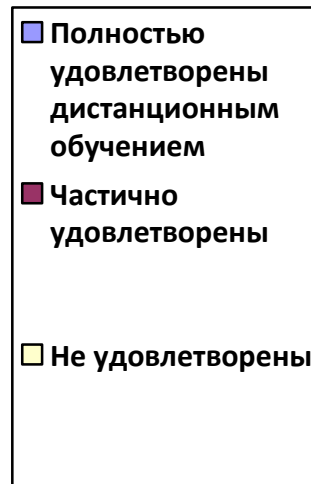 Полностью
удовлетворены
дистанционным
обучением
Частично
удовлетворены
Не удовлетворены